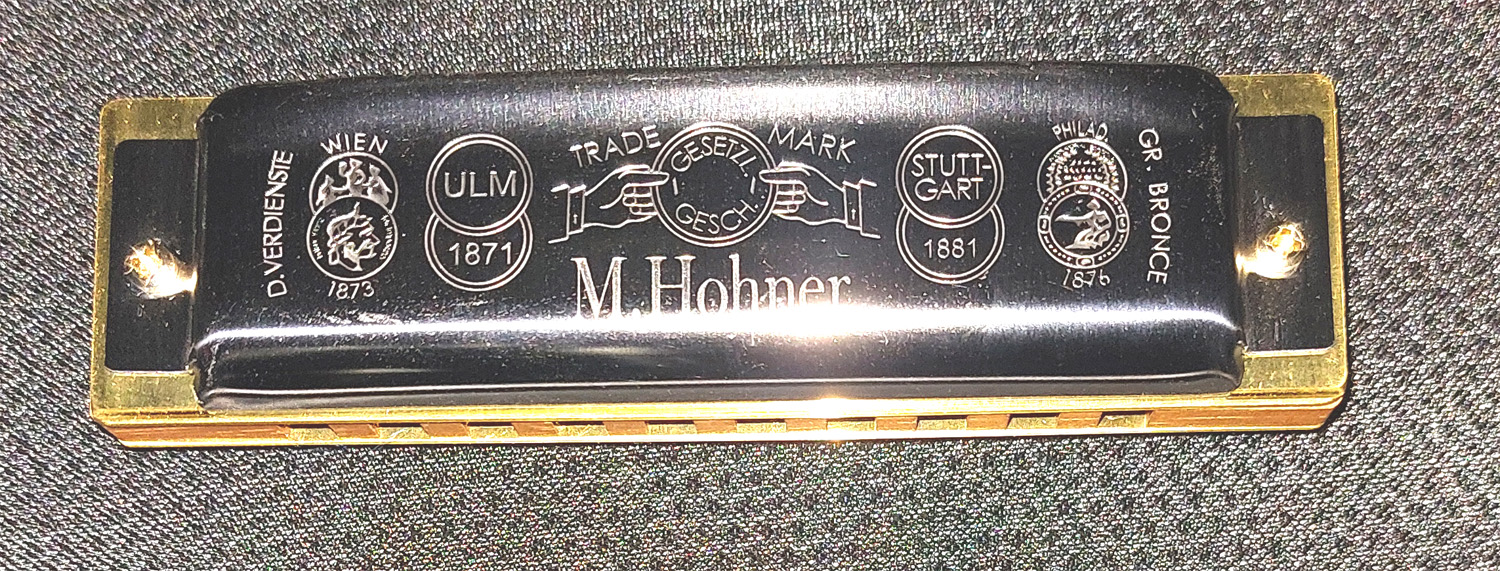 D.VERDIENSTE
WIEN
1873
ULM
1871
TRADE MARK
GESETZL.
GESCH.
M.Hohner
STUTT-
GART
1881
PHILAD.
1876
GR. BRONCE